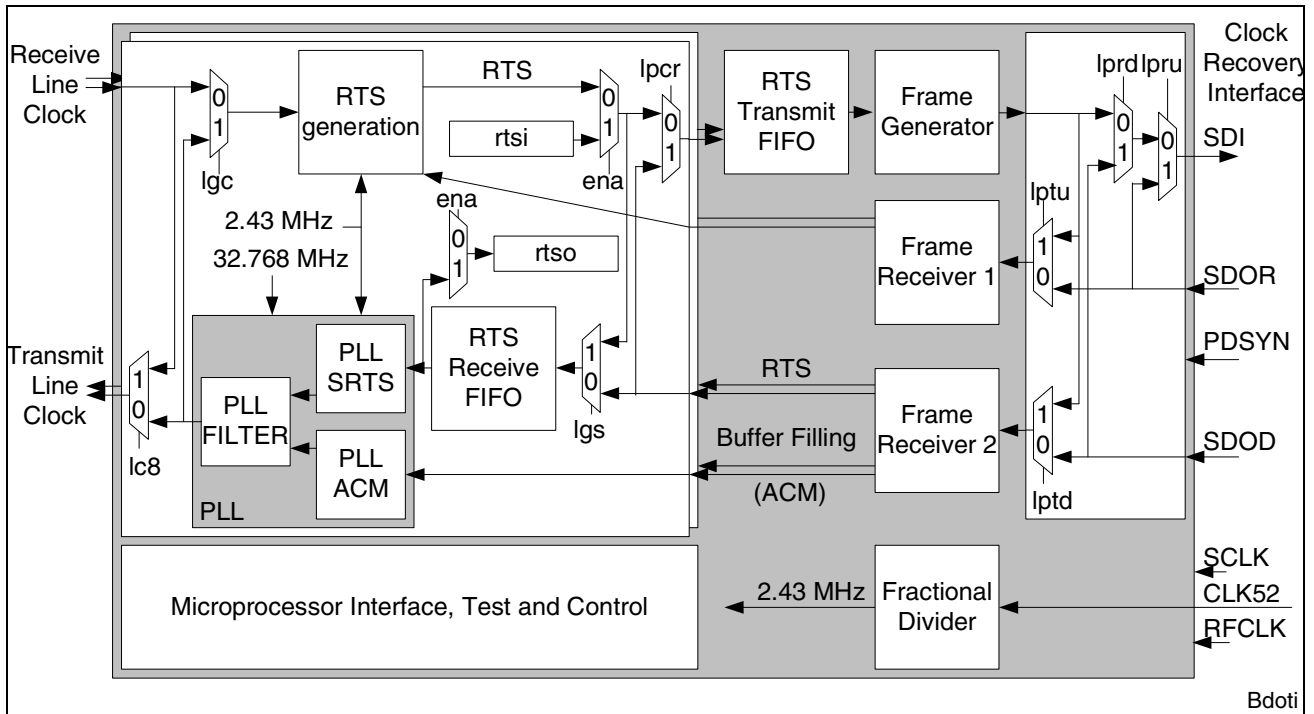 Receive
Line
Clock
0
1
lgc
RTS
generation
RTS
rtsi
0
1
ena
lpcr
0
1
RTS
Transmit
FIFO
Frame
Generator
lprd
lpru
0
1
0
1
Clock
Recovery
Interface
SDI
2.43 MHz
32.768 MHz
ena
0
1
rtso
Frame
Receiver 1
lptu
1
0
SDOR
PDSYN
Transmit
Line
Clock
1
0
lc8
PLL
FILTER
PLL
SRTS
PLL
ACM
PLL
RTS
Receive
FIFO
1
0
lgs
RTS
Buffer Filling
(ACM)
Frame
Receiver 2
1
0
lptd
SDOD
Microprocessor Interface, Test and Control
2.43 MHz
Fractional
Divider
SCLK
CLK52
RFCLK
Bdoti